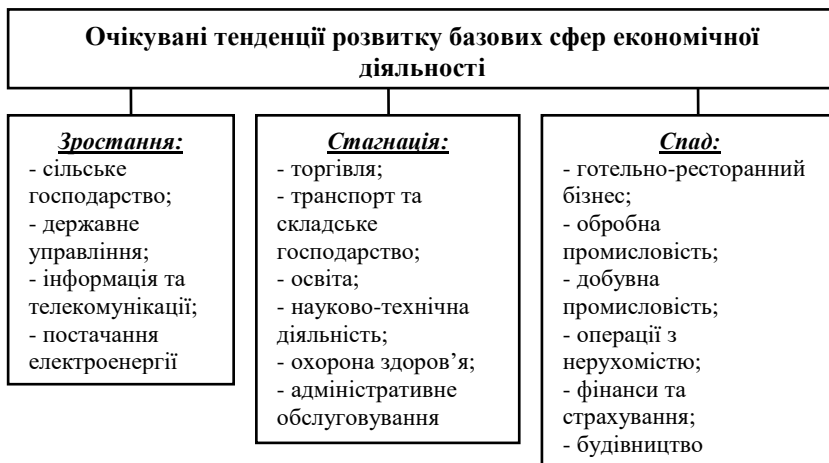 Очікувані тенденції розвитку базових сфер економічної
діяльності
Зростання:
- сільське
господарство;
- державне
управління;
- інформація та
телекомунікації;
- постачання
електроенергії
Стагнація:
- торгівля;
- транспорт та
складське
господарство;
- освіта;
- науково-технічна
діяльність;
- охорона здоров’я;
- адміністративне
обслуговування
Спад:
- готельно-ресторанний
бізнес;
- обробна
промисловість;
- добувна
промисловість;
- операції з
нерухомістю;
- фінанси та
страхування;
- будівництво